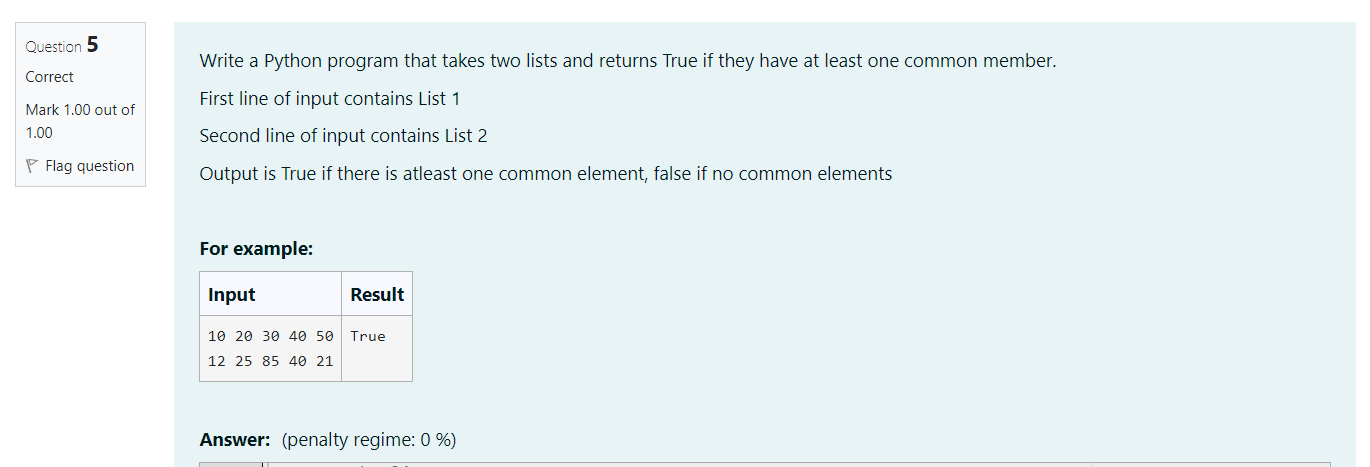 Question 5
Correct
Mark 1.00 out of
1.00
Flag question
Write a Python program that takes two lists and returns True if they have at least one common member.
First line of input contains List 1
Second line of input contains List 2
Output is True if there is atleast one common element, false if no common elements
For example:
Input Result
10 20 30 40 50 True
12 25 85 40 21
Answer: (penalty regime: 0 %)